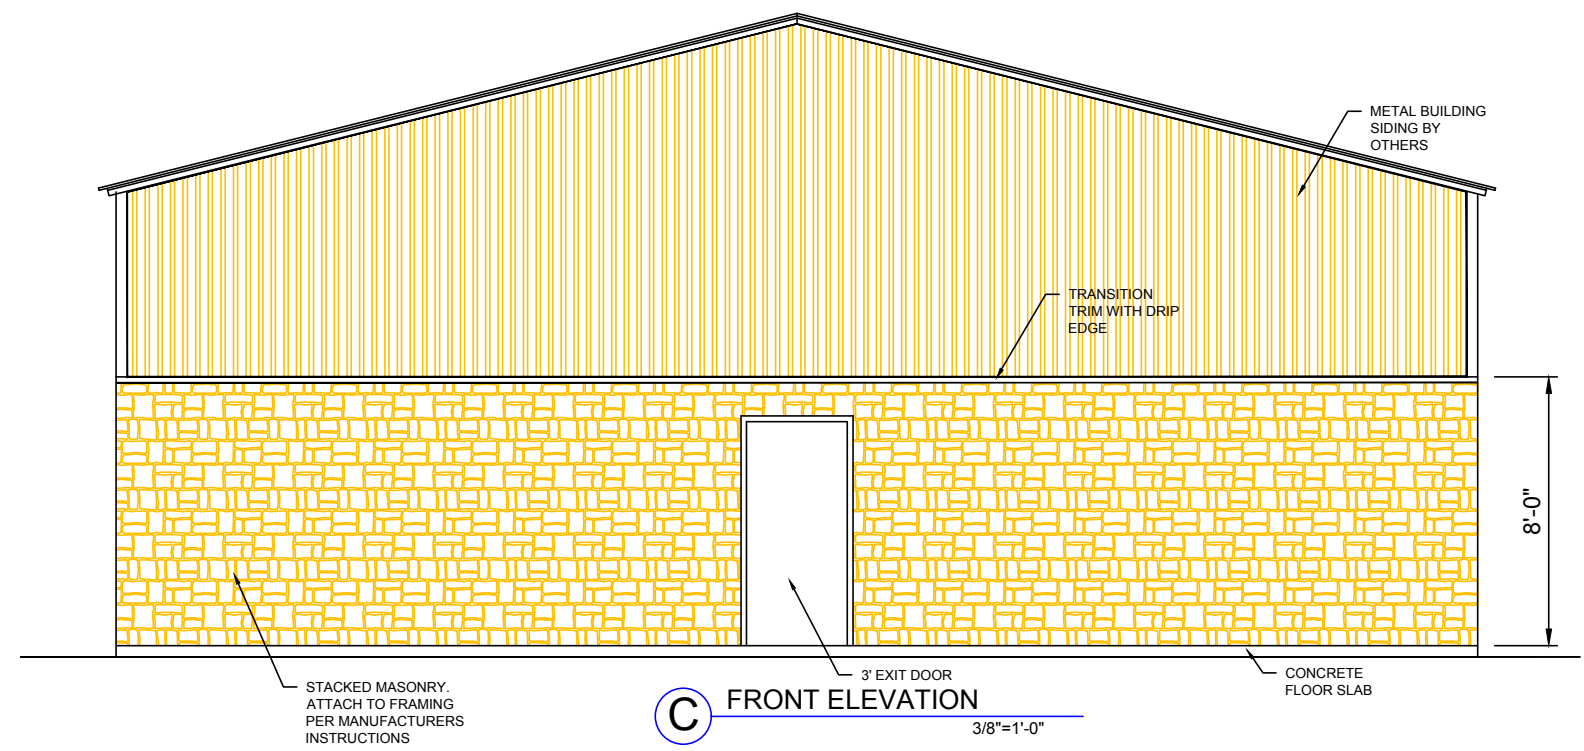 METAL BUILDING
SIDING BY
OTHERS
TRANSITION
TRIM WITH DRIP
EDGE
8'-0"
3' EXIT DOOR
CONCRETE
FLOOR SLAB
STACKED MASONRY.
ATTACH TO FRAMING
PER MANUFACTURERS
INSTRUCTIONS
C
FRONT ELEVATION
3/8"=1'-0"